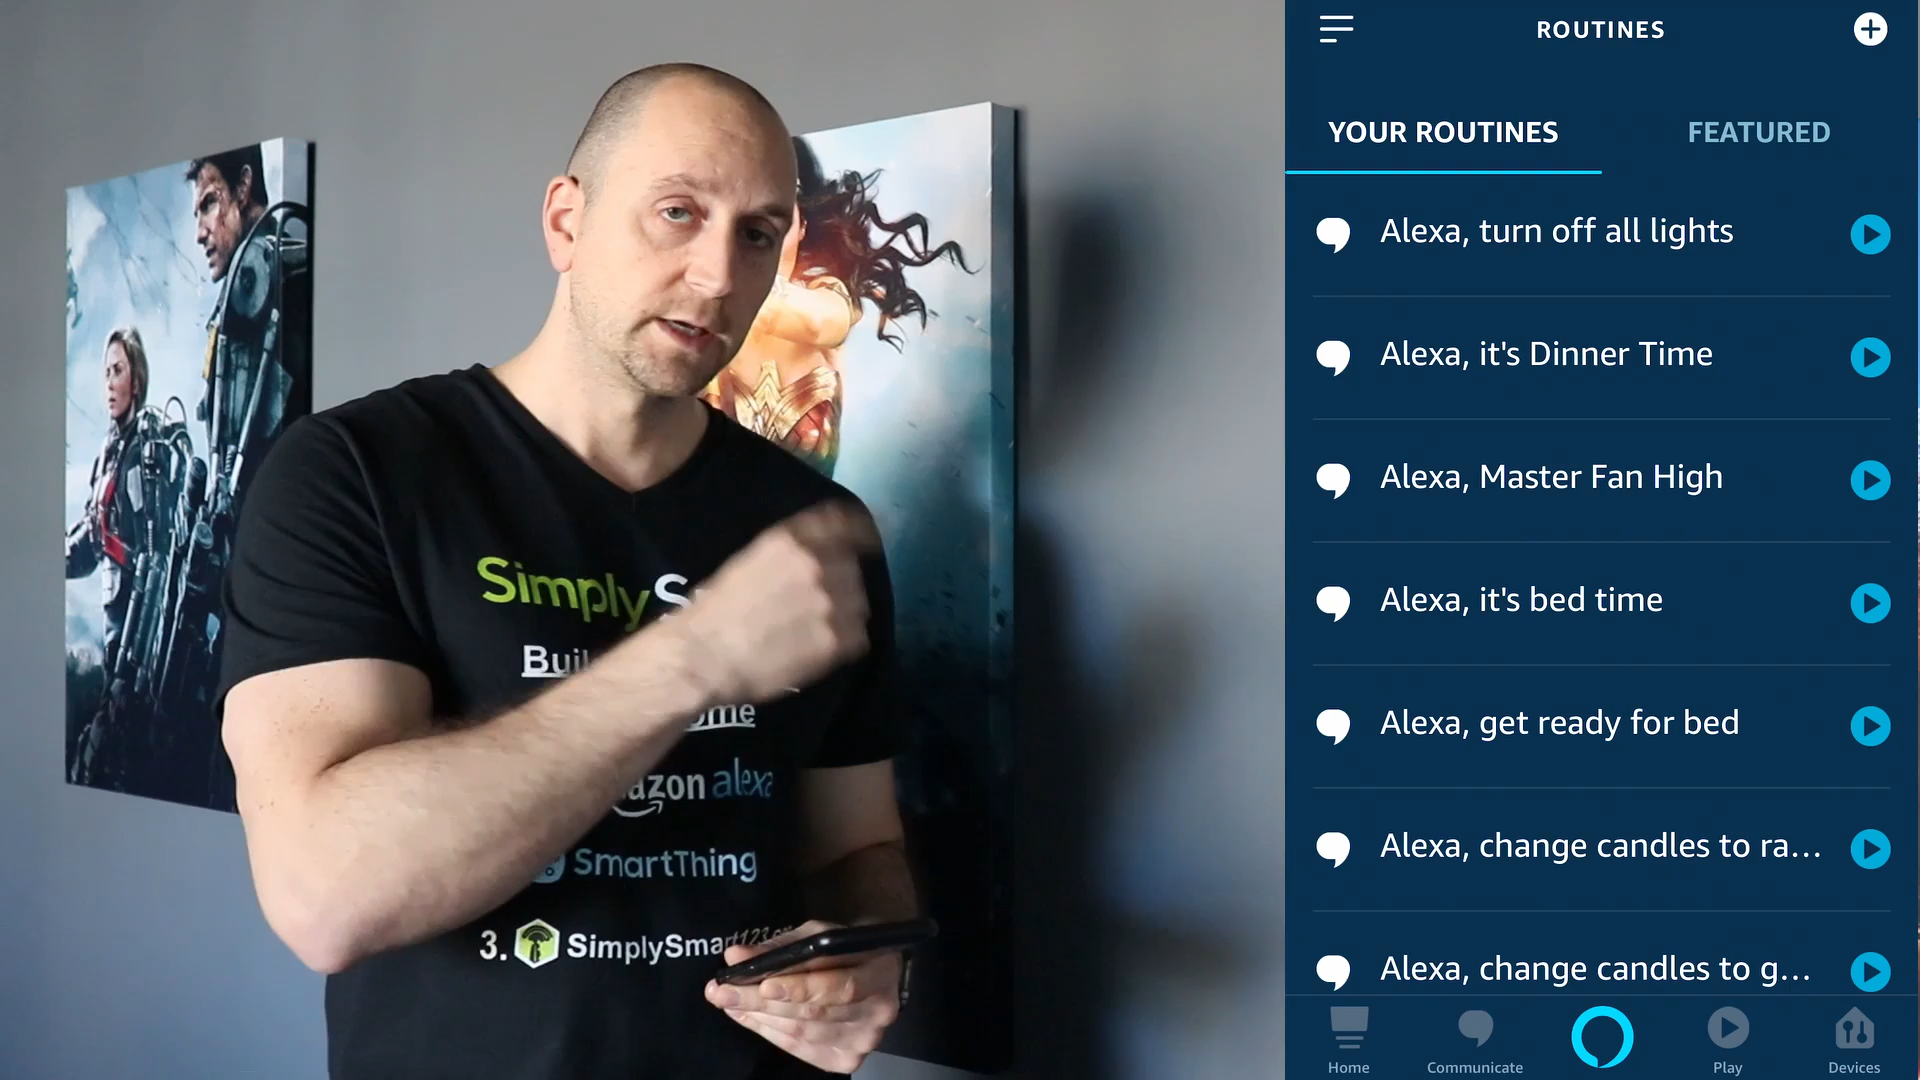 Simply
alexa
SmartThing
3. SimplySmart123
ROUTINES
YOUR ROUTINES
FEATURED
Alexa, turn off all lights
Alexa, it's Dinner Time
Alexa, Master Fan High
Alexa, it's bed time
Alexa, get ready for bed
Alexa, change candles to ra...
Alexa, change candles to g...
Home
Communicate
Play
Devices